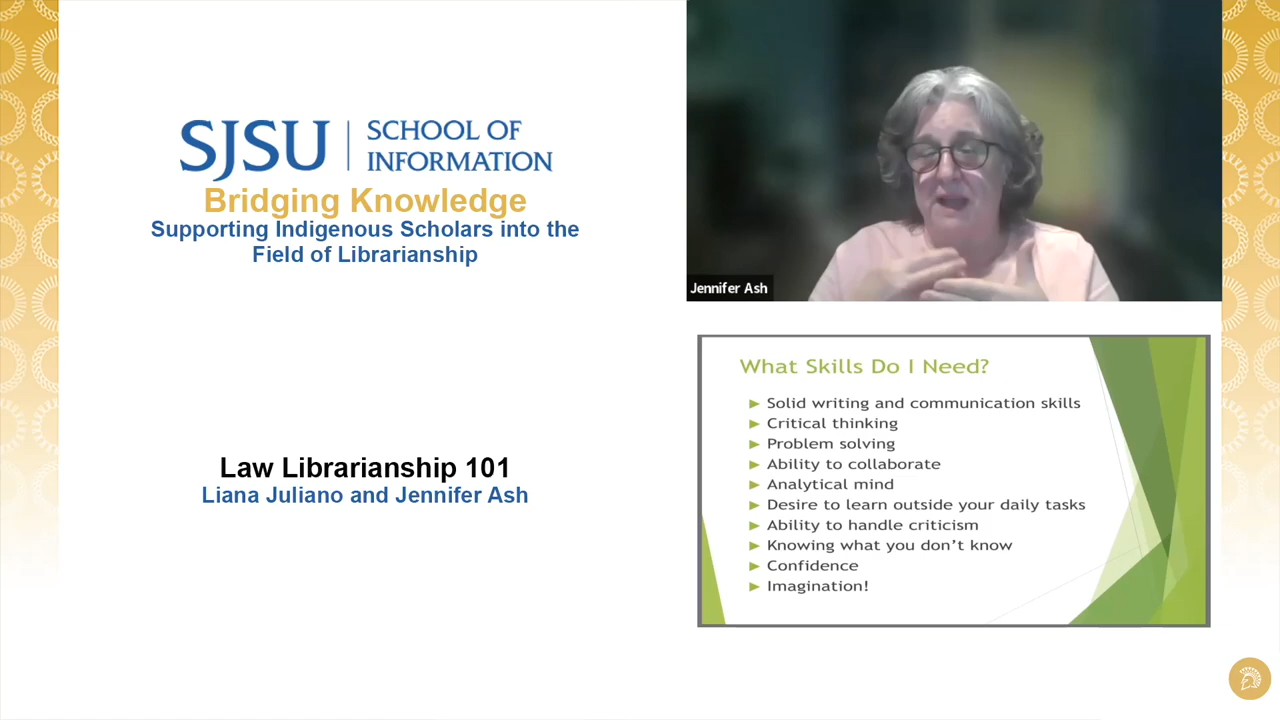 SJSU | SCHOOL OF
INFORMATION
Bridging Knowledge
Supporting Indigenous Scholars into the
Field of Librarianship
Law Librarianship 101
Liana Juliano and Jennifer Ash
Jennifer Ash
What Skills Do I Need?
Solid writing and communication skills
Critical thinking
Problem solving
Ability to collaborate
Analytical mind
Desire to learn outside your daily tasks
Ability to handle criticism
Knowing what you don't know
Confidence
Imagination!